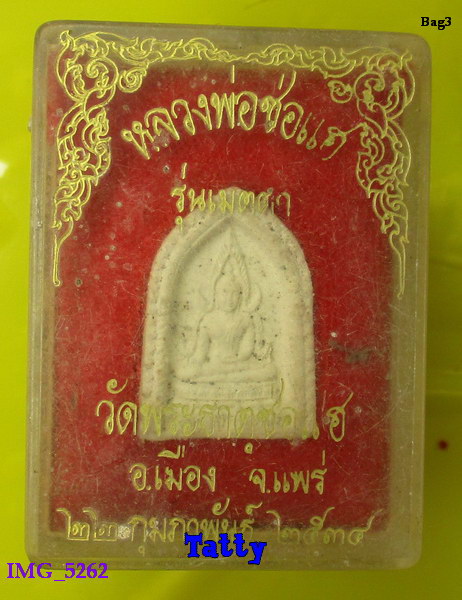 Bag3
หลวงพ่อช่อแฮ
รุ่นเมตตา
วัดพระธาตุช่อแฮ
อ.เมือง จ.แพร่
๒๒ กุมภาพันธ์ ๒๕๓๔
Tatty
IMG_5262